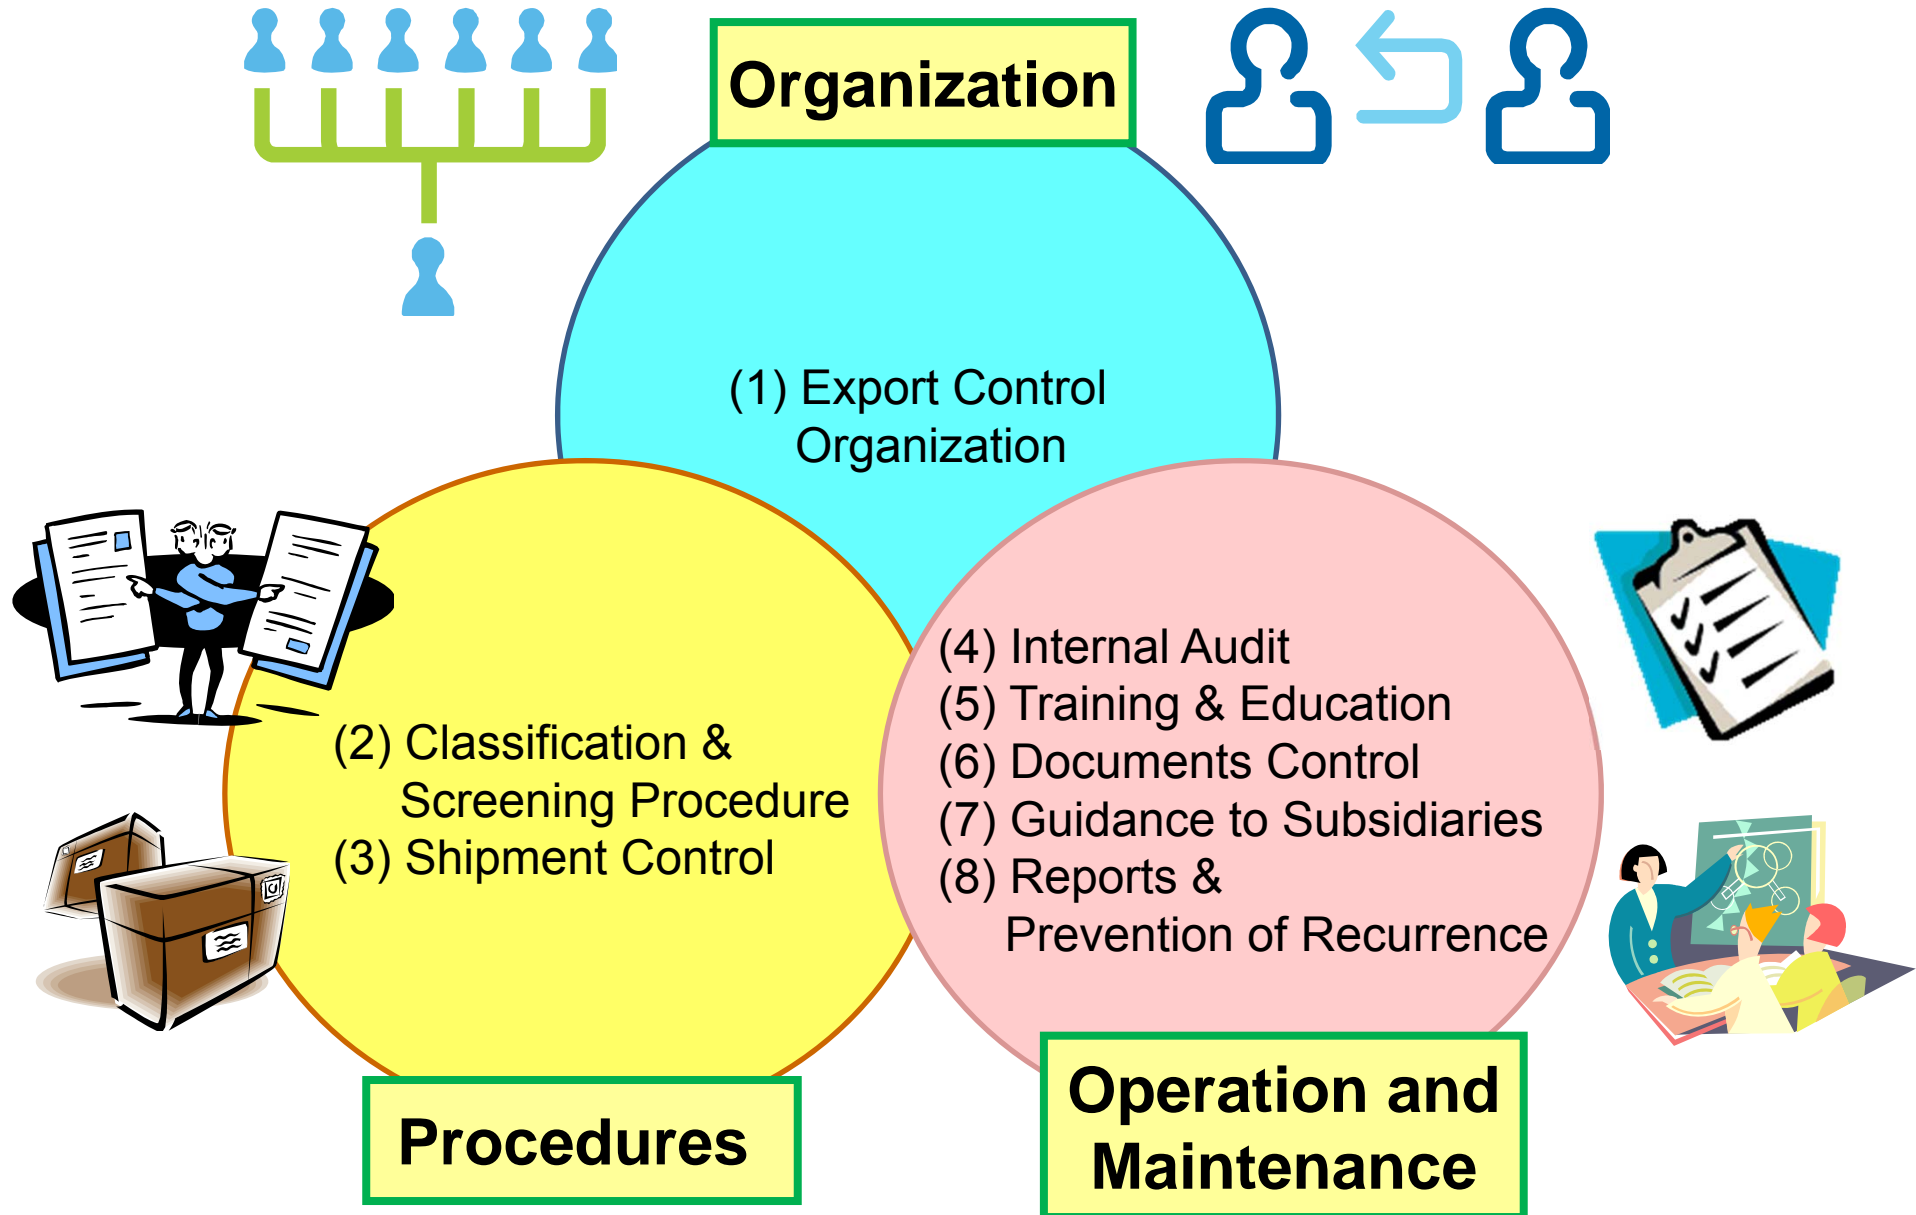 Organization
(1) Export Control
Organization
(2) Classification &
Screening Procedure
(3) Shipment Control
(4) Internal Audit
(5) Training & Education
(6) Documents Control
(7) Guidance to Subsidiaries
(8) Reports &
Prevention of Recurrence
Procedures
Operation and
Maintenance